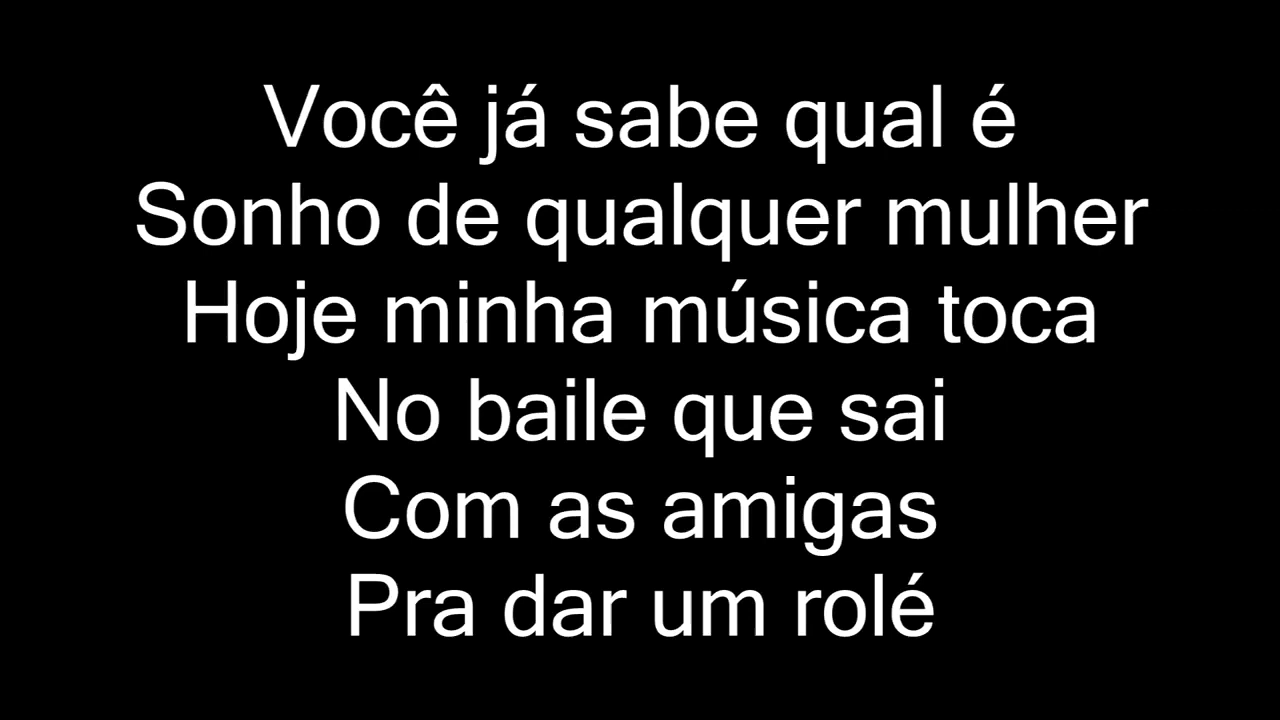 Você já sabe qual é
Sonho de qualquer mulher
Hoje minha música toca
No baile que sai
Com as amigas
Pra dar um rolé